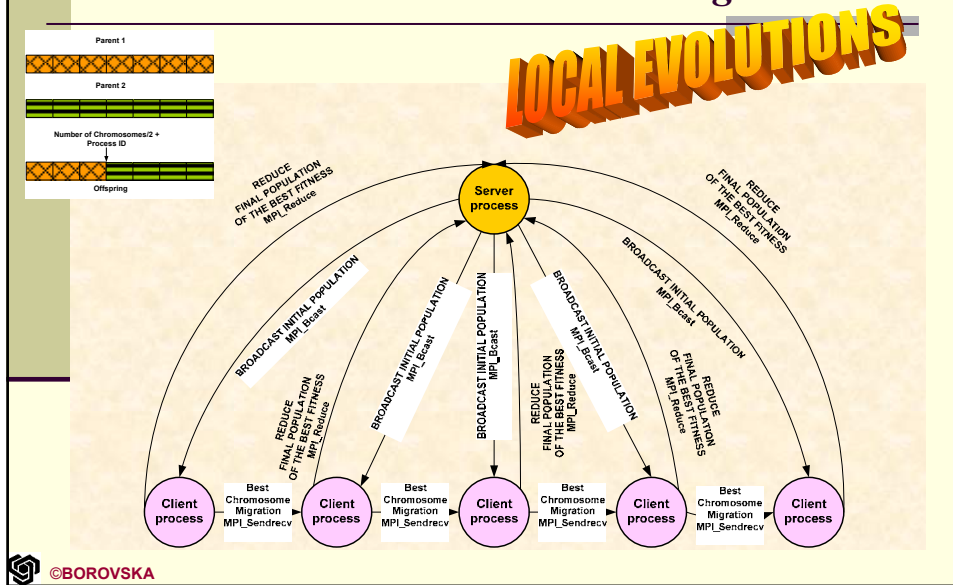 LOCAL EVOLUTIONS
Parent 1
Parent 2
Number of Chromosomes/2 +
Process ID
Offspring
Server
process
REDUCE
FINAL POPULATION
OF THE BEST FITNESS
MPI_Reduce
REDUCE
FINAL POPULATION
OF THE BEST FITNESS
MPI_Reduce
BROADCAST INITIAL POPULATION
MPI_Bcast
BROADCAST INITIAL POPULATION
MPI_Bcast
BROADCAST INITIAL POPULATION
MPI_Bcast
BROADCAST INITIAL POPULATION
MPI_Bcast
BROADCAST INITIAL POPULATION
MPI_Bcast
REDUCE
FINAL POPULATION
OF THE BEST FITNESS
MPI_Reduce
REDUCE
FINAL POPULATION
OF THE BEST FITNESS
MPI_Reduce
REDUCE
FINAL POPULATION
OF THE BEST FITNESS
MPI_Reduce
Client
process
Best
Chromosome
Migration
MPI_Sendrecv
Client
process
Best
Chromosome
Migration
MPI_Sendrecv
Client
process
Best
Chromosome
Migration
MPI_Sendrecv
Client
process
Best
Chromosome
Migration
MPI_Sendrecv
Client
process
©BOROVSKA